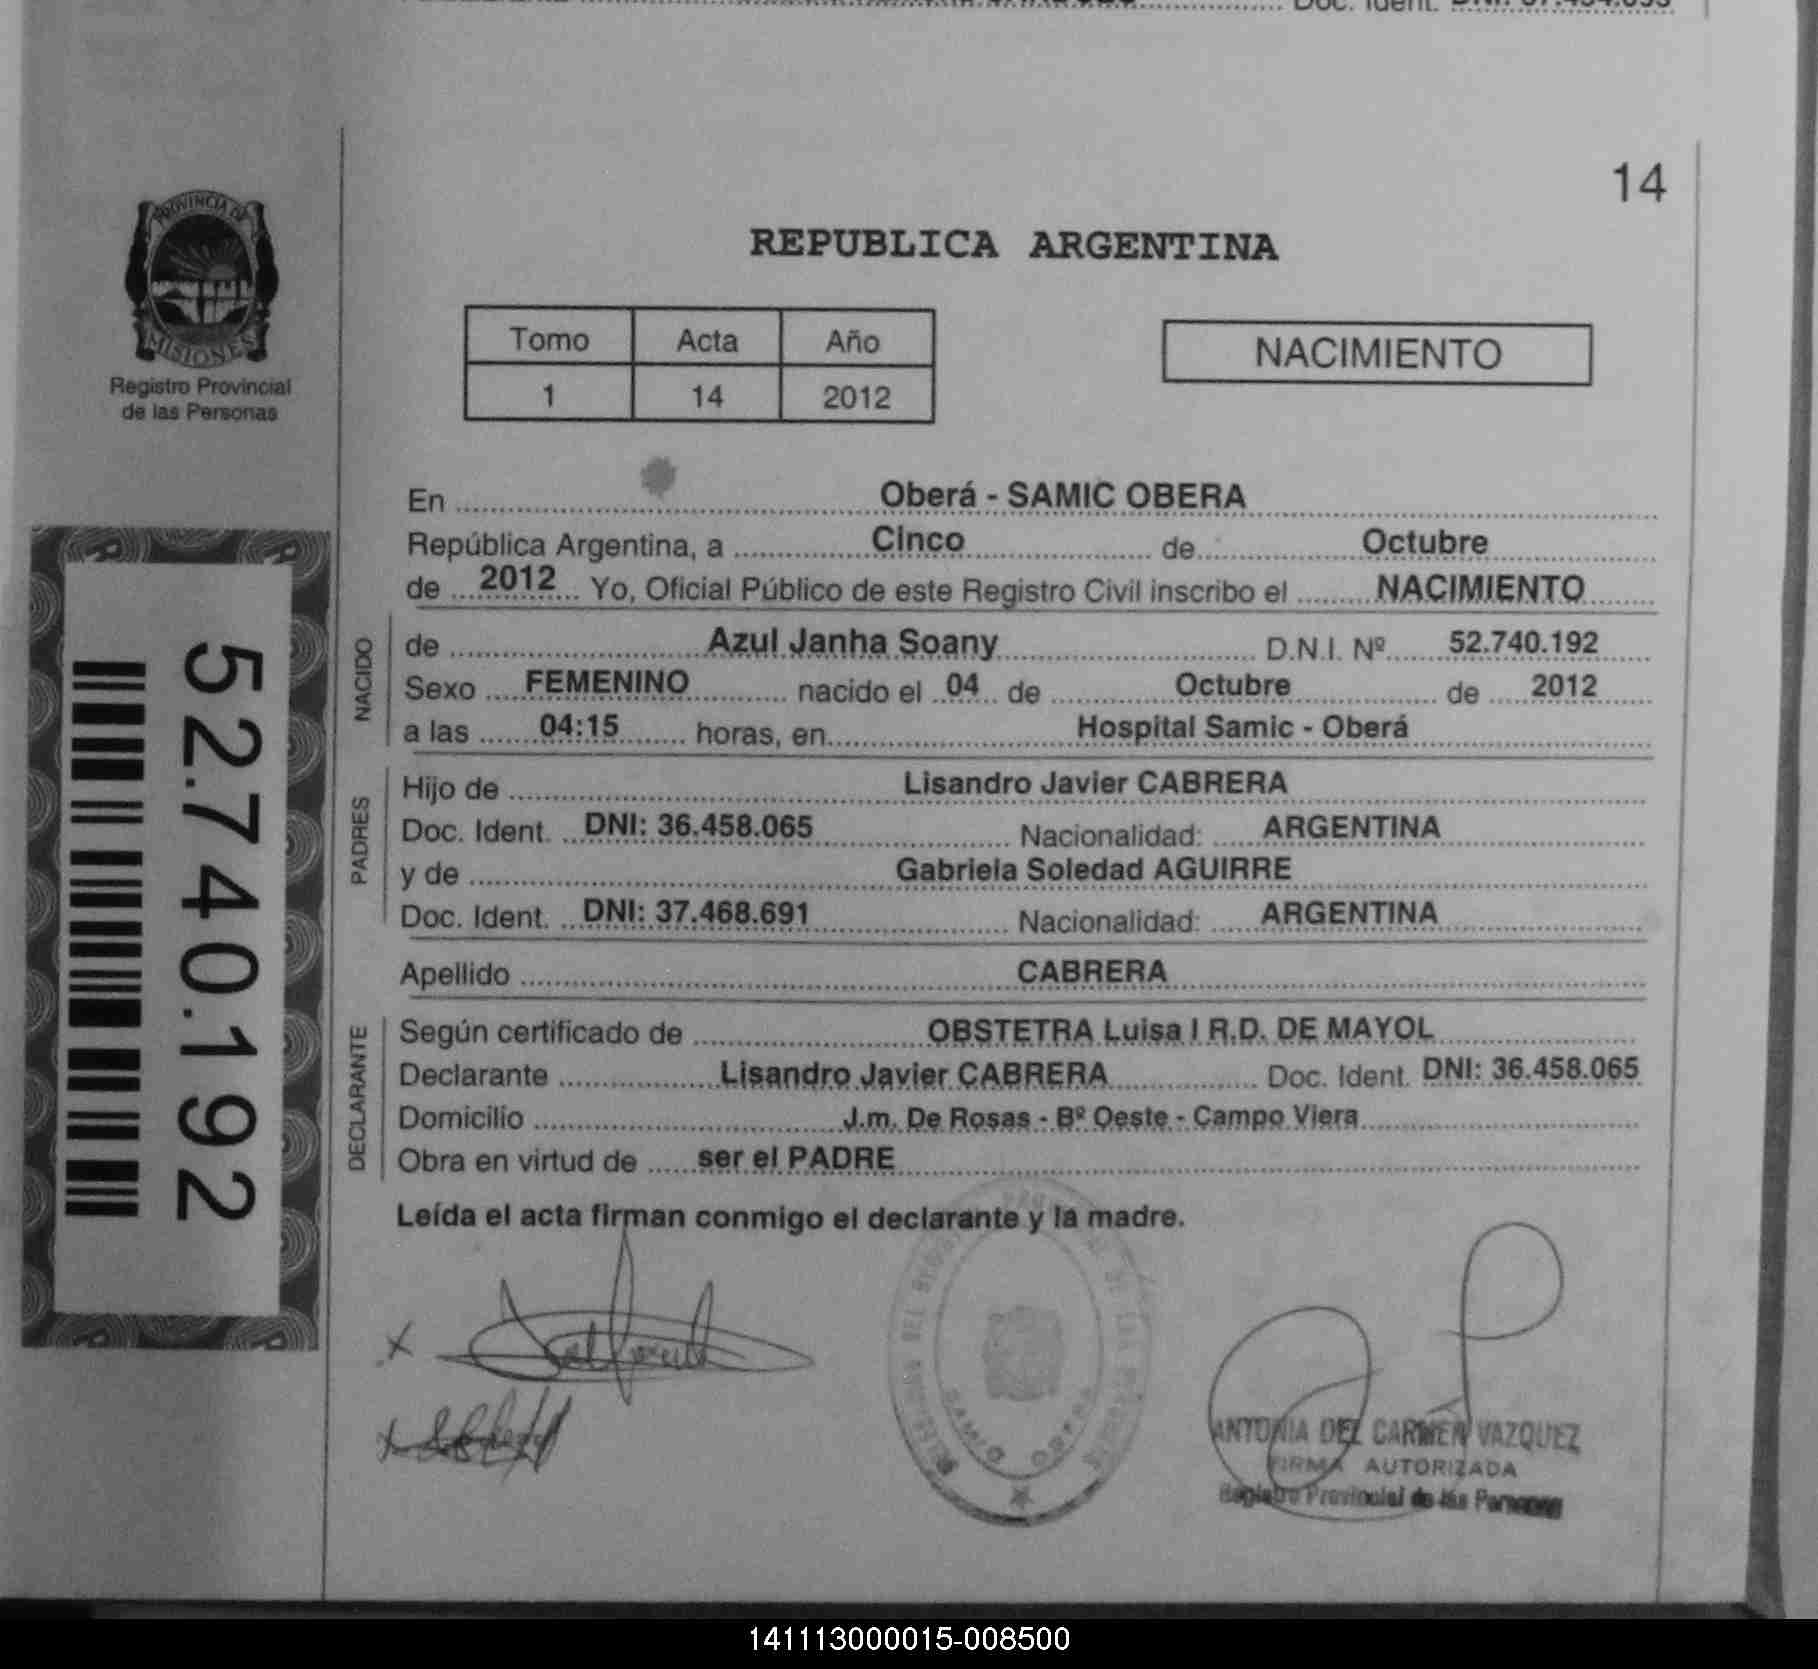 Doc. Ident.
14
PROVINCIA DE
MISIONES
Registro Provincial
de las Personas
REPUBLICA ARGENTINA
Tomo Acta Año
1 14 2012
NACIMIENTO
En Oberá - SAMIC OBERA
República Argentina, a Cinco de Octubre
de 2012 Yo, Oficial Público de este Registro Civil inscribo el NACIMIENTO
NACIDO
de Azul Janha Soany D.N.I. Nº 52.740.192
Sexo FEMENINO nacido el 04 de Octubre de 2012
a las 04:15 horas, en Hospital Samic - Oberá
PADRES
Hijo de Lisandro Javier CABRERA
Doc. Ident. DNI: 36.458.065 Nacionalidad: ARGENTINA
y de Gabriela Soledad AGUIRRE
Doc. Ident. DNI: 37.468.691 Nacionalidad: ARGENTINA
Apellido CABRERA
DECLARANTE
Según certificado de OBSTETRA Luisa I R.D. DE MAYOL
Declarante Lisandro Javier CABRERA Doc. Ident. DNI: 36.458.065
Domicilio J.m. De Rosas - Bº Oeste - Campo Viera
Obra en virtud de ser el PADRE
Leída el acta firman conmigo el declarante y la madre.
52.740.192
SAMIC OBERA
ANTONIA DEL CARMEN VAZQUEZ
FIRMA AUTORIZADA
Registro Provincial de las Personas
141113000015-008500